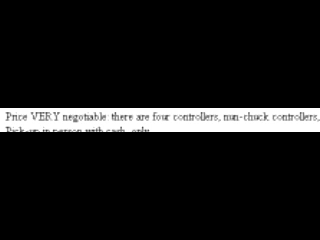 Price VERY negotiable: there are four controllers, nun-chuck controllers,
Pick-up in person with cash, only